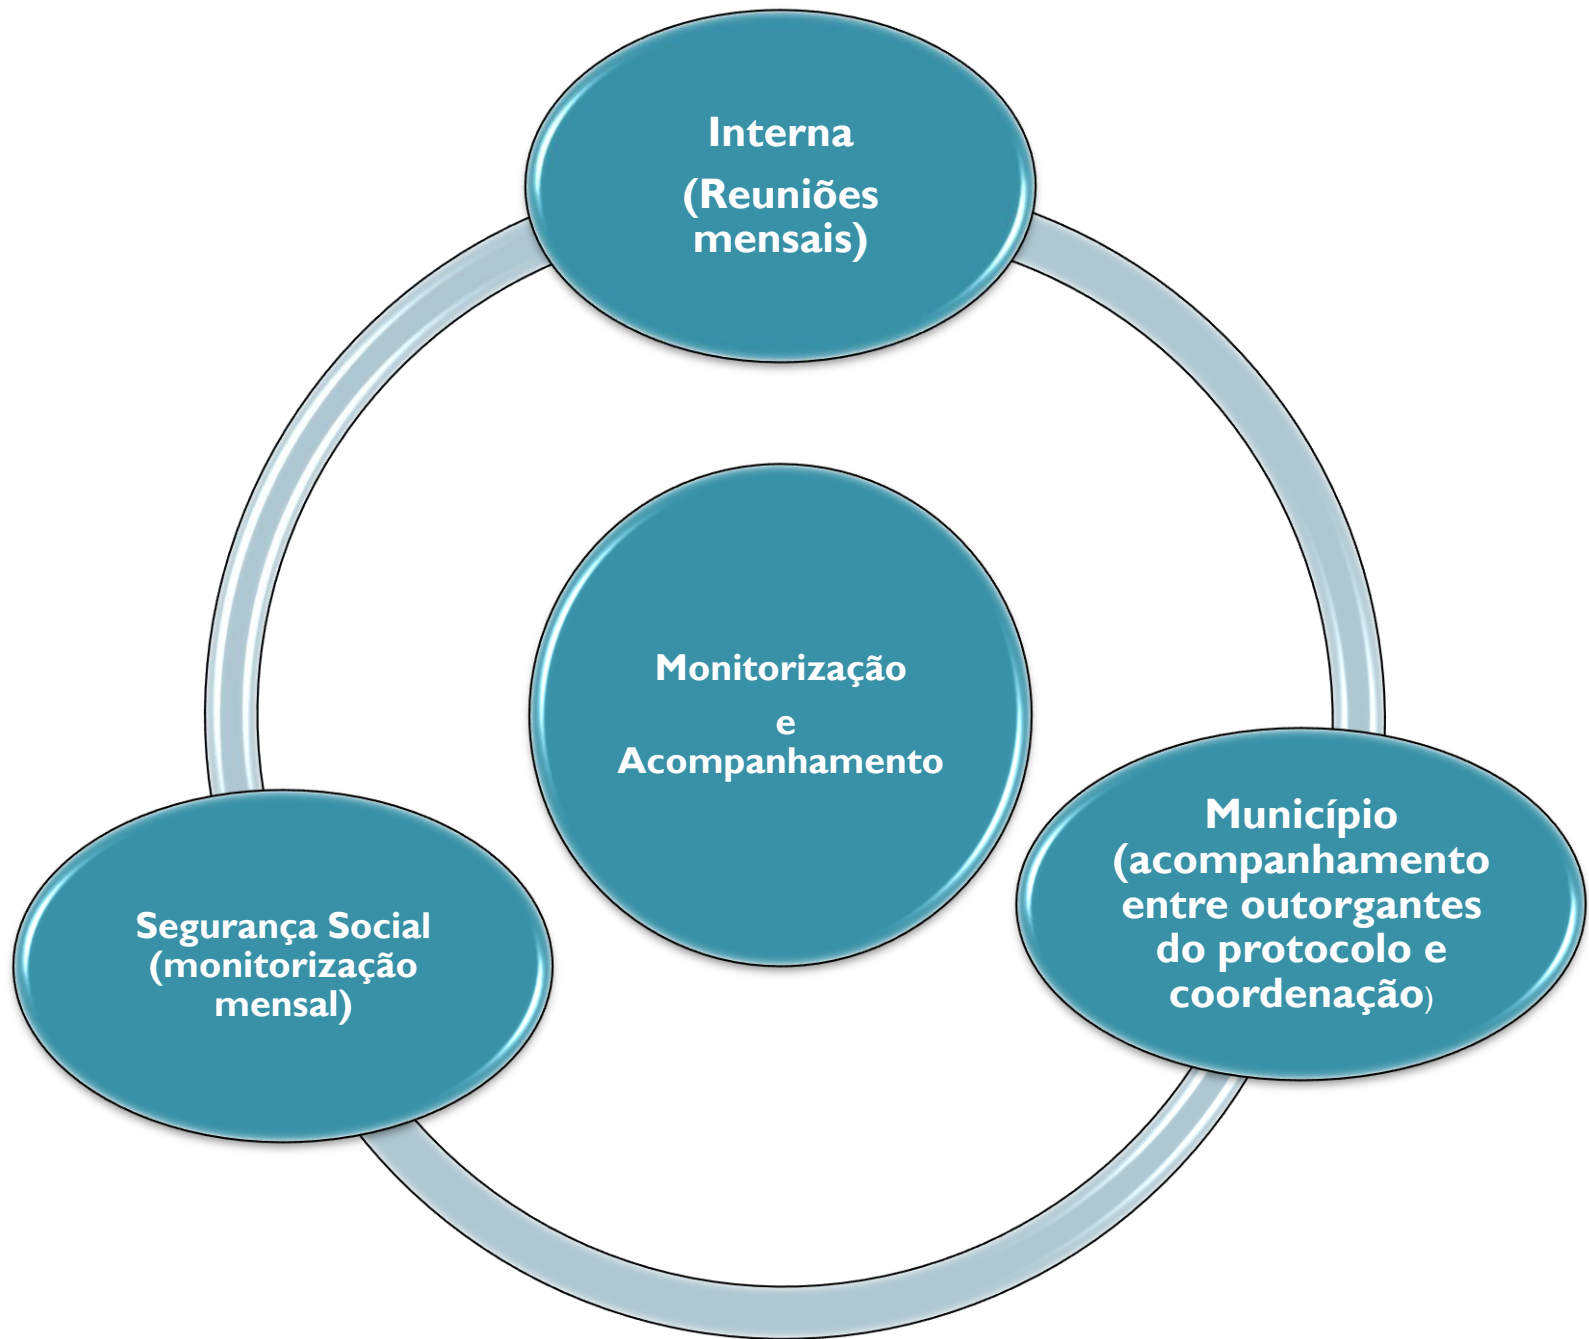 Interna
(Reuniões
mensais)
Monitorização
e
Acompanhamento
Município
(acompanhamento
entre outorgantes
do protocolo e
coordenação)
Segurança Social
(monitorização
mensal)